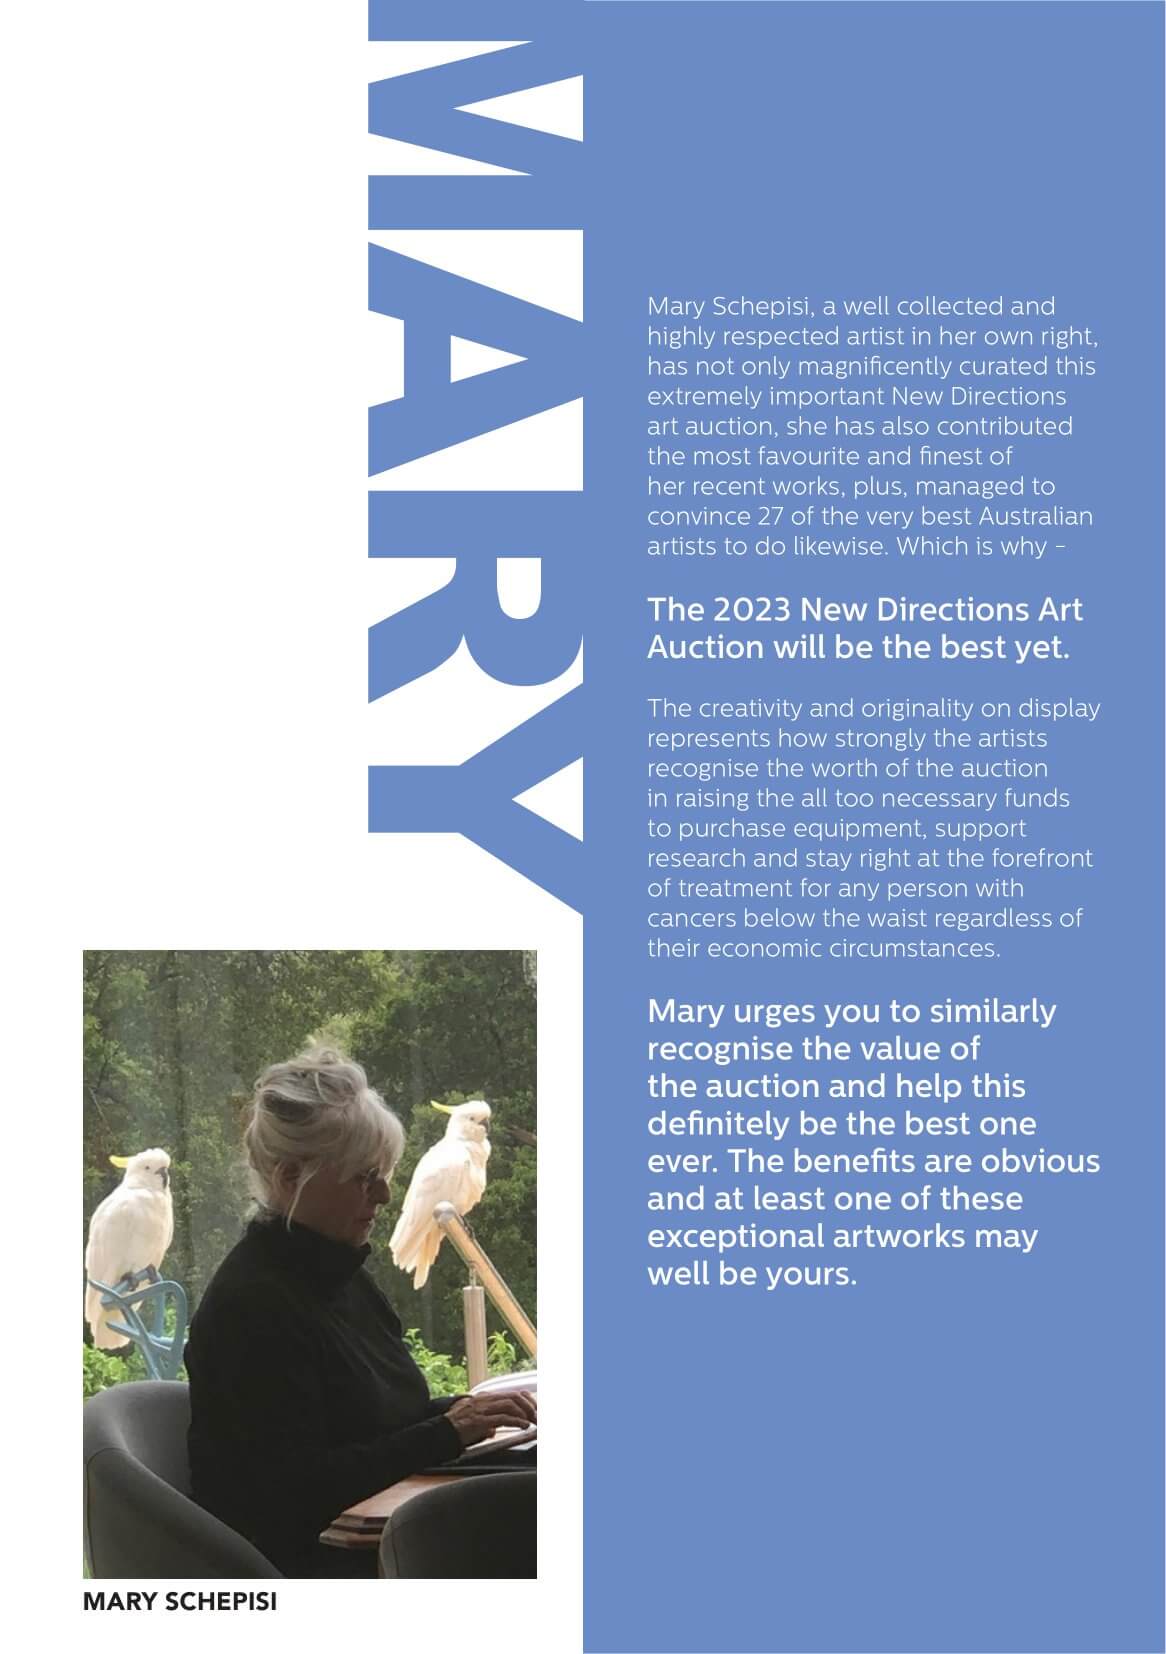 MARY
Mary Schepisi, a well collected and
highly respected artist in her own right,
has not only magnificently curated this
extremely important New Directions
art auction, she has also contributed
the most favourite and finest of
her recent works, plus, managed to
convince 27 of the very best Australian
artists to do likewise. Which is why –
The 2023 New Directions Art
Auction will be the best yet.
The creativity and originality on display
represents how strongly the artists
recognise the worth of the auction
in raising the all too necessary funds
to purchase equipment, support
research and stay right at the forefront
of treatment for any person with
cancers below the waist regardless of
their economic circumstances.
Mary urges you to similarly
recognise the value of
the auction and help this
definitely be the best one
ever. The benefits are obvious
and at least one of these
exceptional artworks may
well be yours.
MARY SCHEPISI